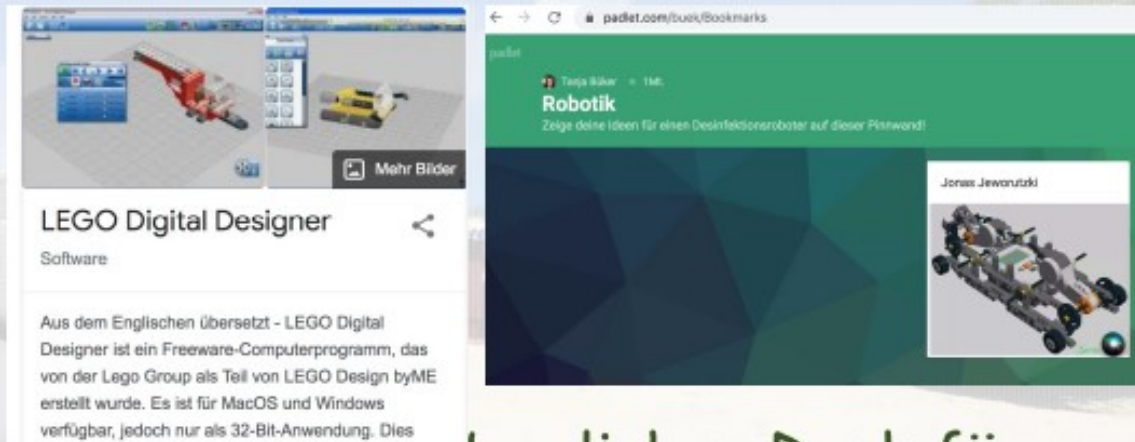 Mehr Bilder
LEGO Digital Designer
Software
Aus dem Englischen übersetzt - LEGO Digital
Designer ist ein Freeware-Computerprogramm, das
von der Lego Group als Teil von LEGO Design byME
erstellt wurde. Es ist für MacOS und Windows
verfügbar, jedoch nur als 32-Bit-Anwendung. Dies
padlet.com/buek/Bookmarks
padlet
Tanja Büker
Robotik
Zeige deine Ideen für einen Desinfektionsroboter auf dieser Pinnwand!
Jonas Jeworutzki